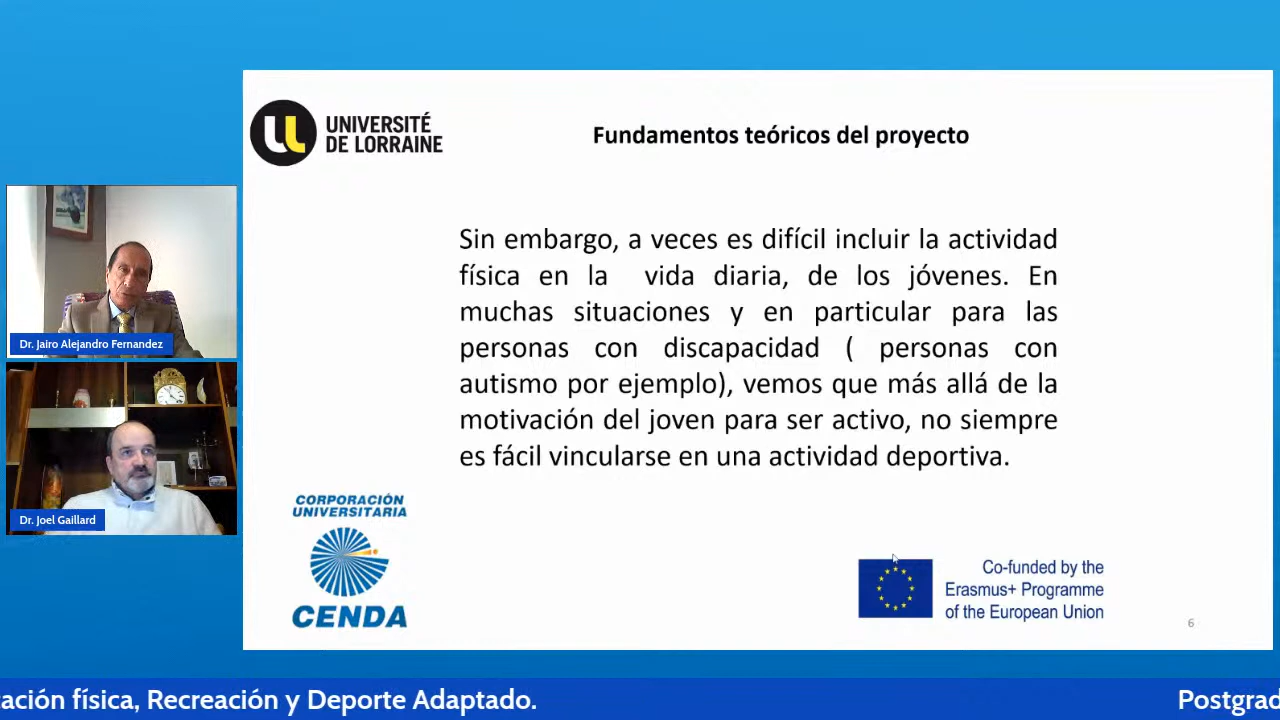 UNIVERSITÉ
DE LORRAINE
Fundamentos teóricos del proyecto
Sin embargo, a veces es difícil incluir la actividad
física en la vida diaria, de los jóvenes. En
muchas situaciones y en particular para las
personas con discapacidad ( personas con
autismo por ejemplo), vemos que más allá de la
motivación del joven para ser activo, no siempre
es fácil vincularse en una actividad deportiva.
Dr. Jairo Alejandro Fernandez
Dr. Joel Gaillard
CORPORACIÓN
UNIVERSITARIA
CENDA
Co-funded by the
Erasmus+ Programme
of the European Union
6
ación física, Recreación y Deporte Adaptado.
Postgrad